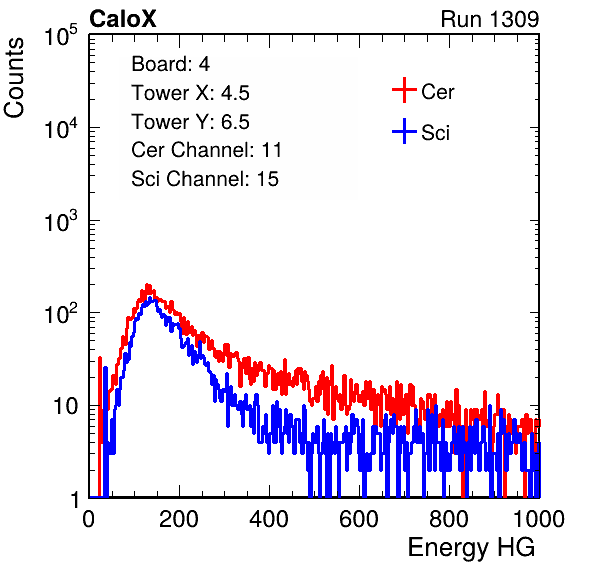 CaloX Run 1309
Counts
10^5
10^4
10^3
10^2
10
1
Board: 4
Tower X: 4.5
Tower Y: 6.5
Cer Channel: 11
Sci Channel: 15
Cer
Sci
0 200 400 600 800 1000
Energy HG